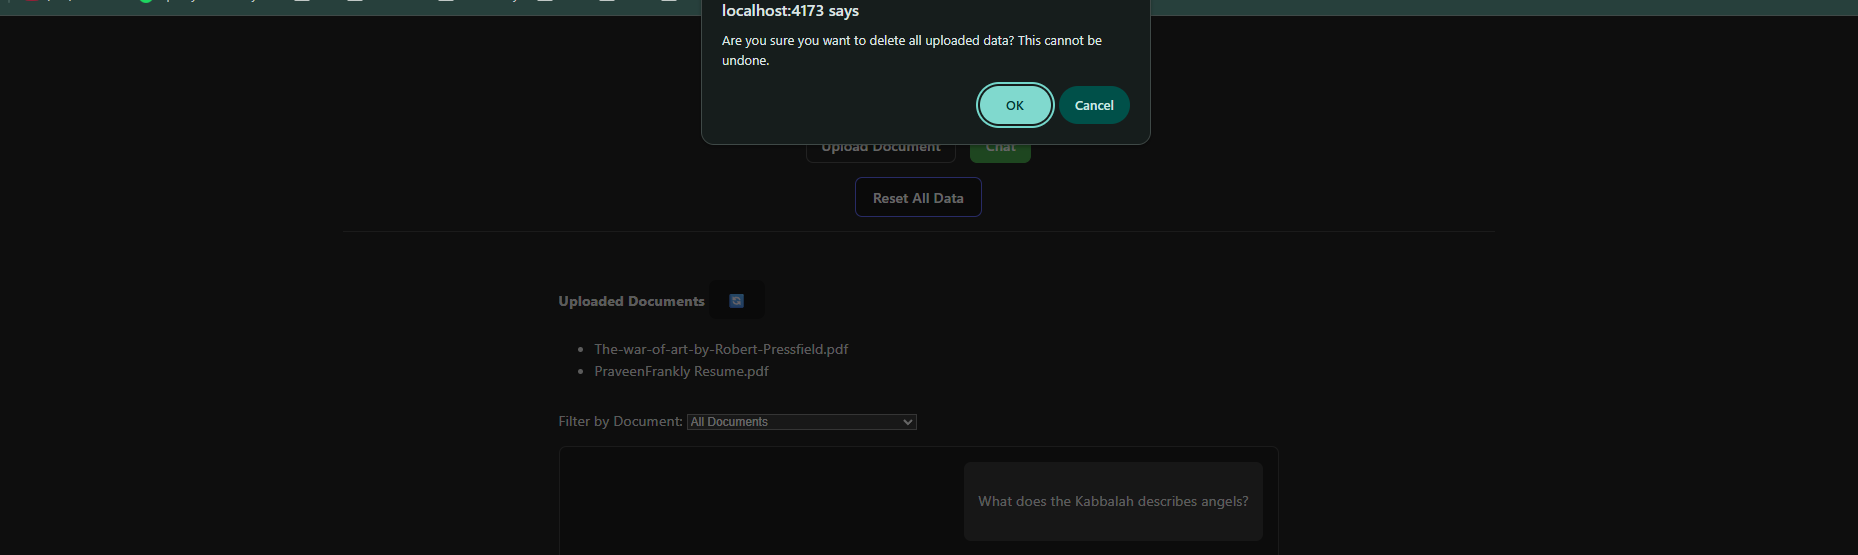 localhost:4173 says
Are you sure you want to delete all uploaded data? This cannot be
undone.
OK
Cancel
Upload Document
Chat
Reset All Data
Uploaded Documents
• The-war-of-art-by-Robert-Pressfield.pdf
• PraveenFrankly Resume.pdf
Filter by Document: All Documents
What does the Kabbalah describes angels?